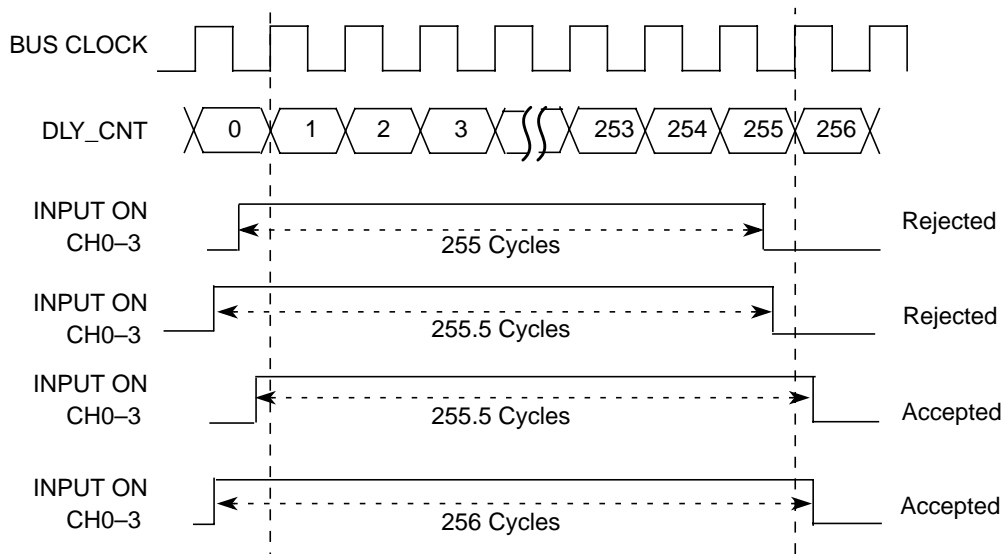 BUS CLOCK
DLY_CNT
0 1 2 3 253 254 255 256
INPUT ON
CH0–3
255 Cycles
Rejected
INPUT ON
CH0–3
255.5 Cycles
Rejected
INPUT ON
CH0–3
255.5 Cycles
Accepted
INPUT ON
CH0–3
256 Cycles
Accepted